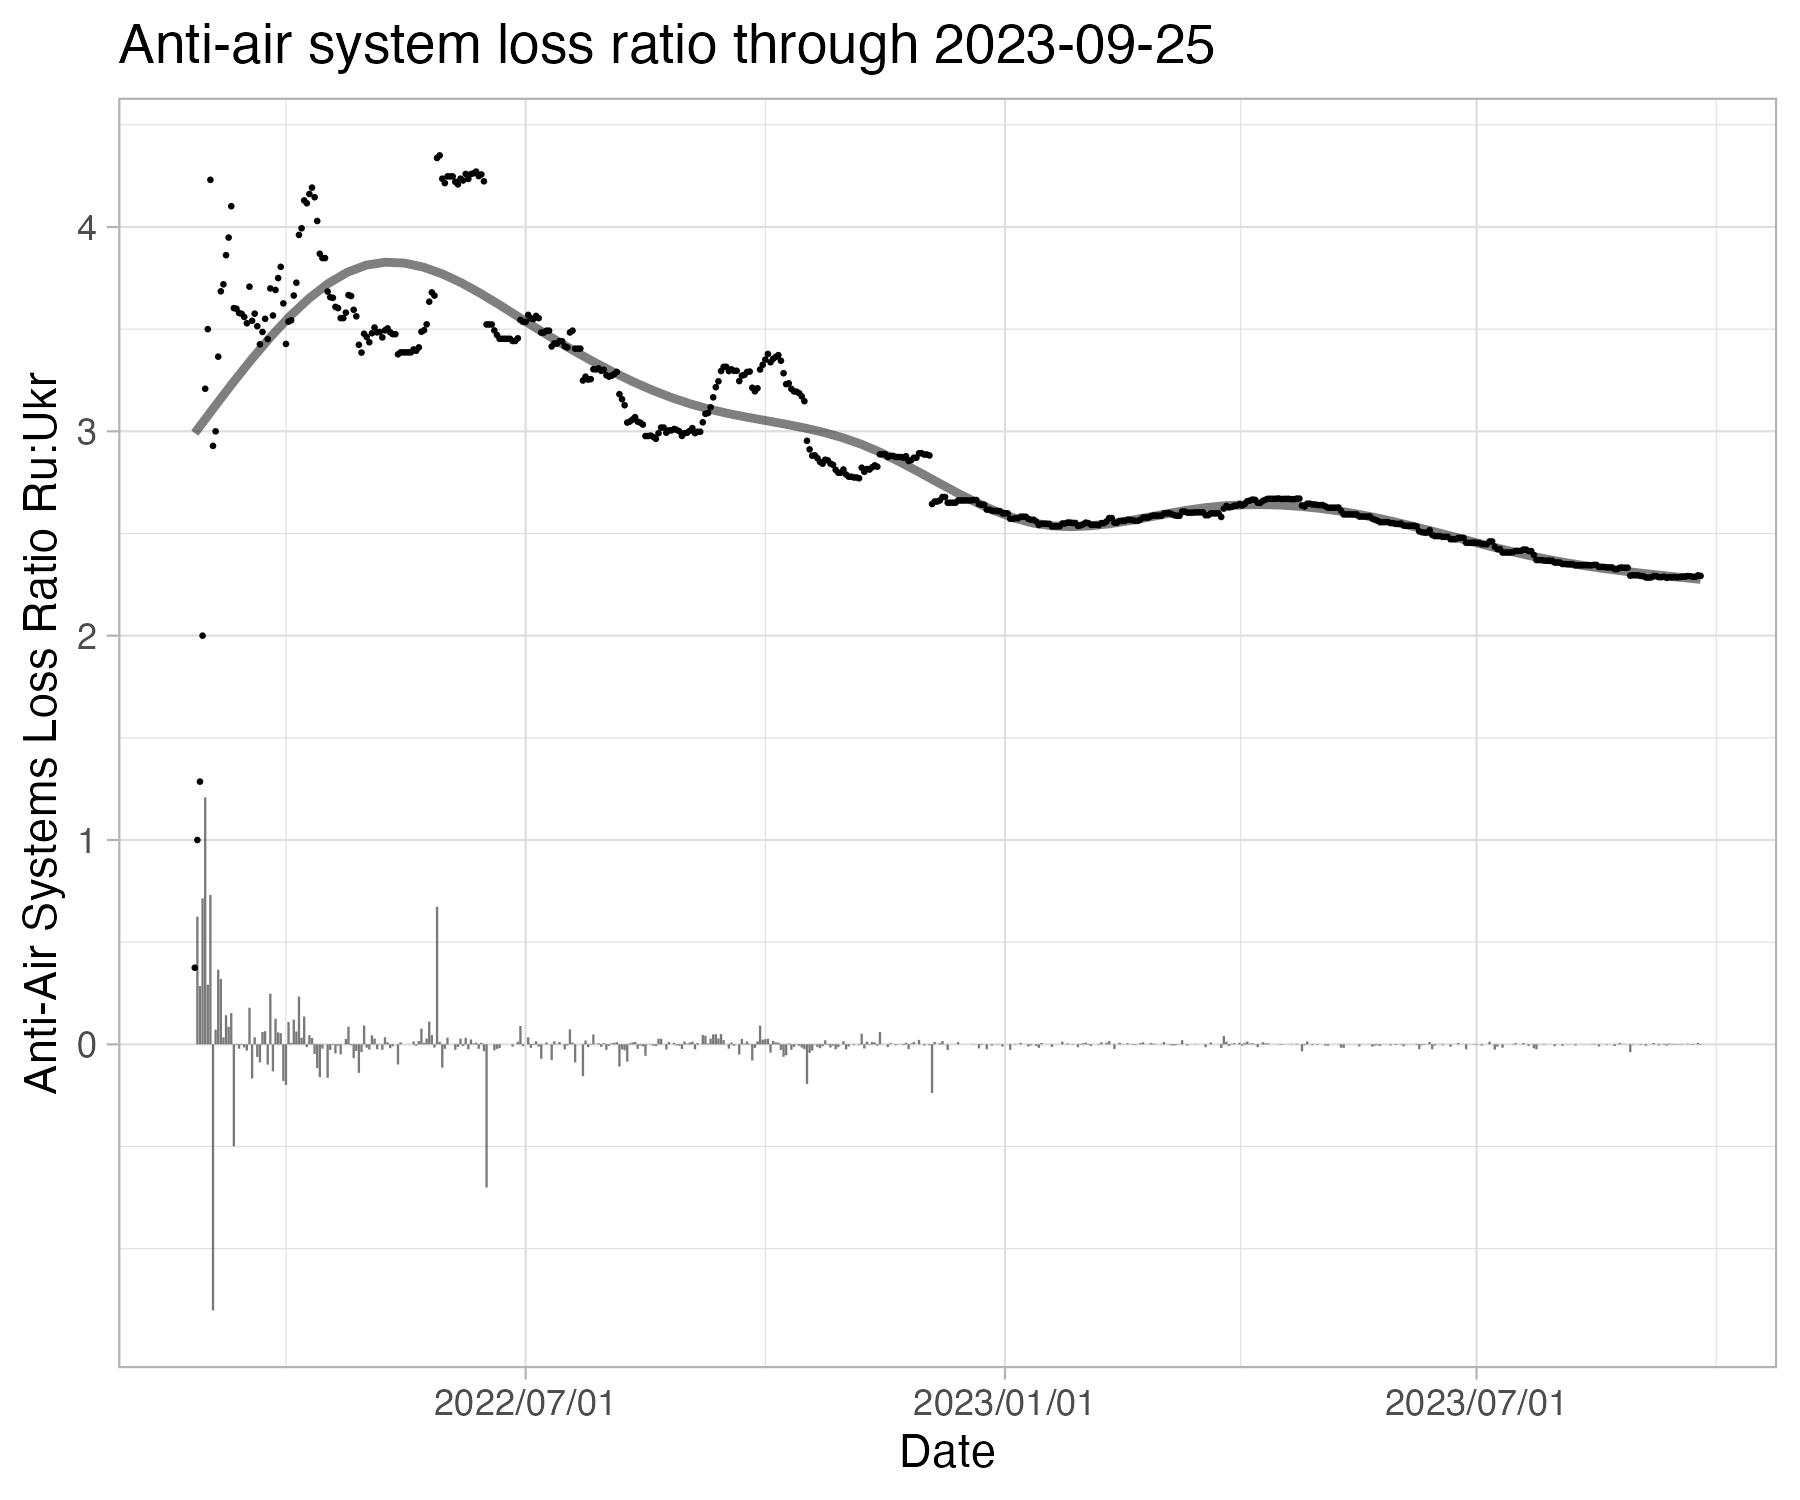 Anti-air system loss ratio through 2023-09-25
Anti-Air Systems Loss Ratio Ru:Ukr
4
3
2
1
0
2022/07/01
2023/01/01
2023/07/01
Date